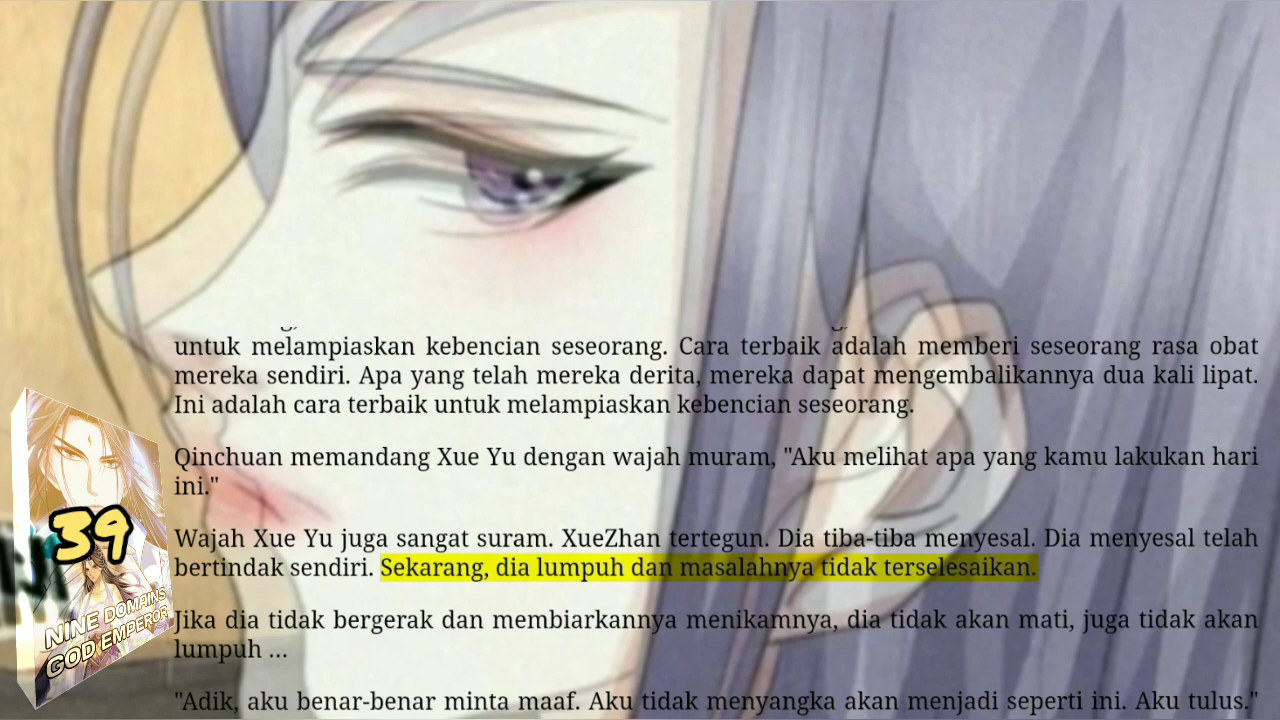 untuk melampiaskan kebencian seseorang. Cara terbaik adalah memberi seseorang rasa obat
mereka sendiri. Apa yang telah mereka derita, mereka dapat mengembalikannya dua kali lipat.
Ini adalah cara terbaik untuk melampiaskan kebencian seseorang.
Qinchuan memandang Xue Yu dengan wajah muram, "Aku melihat apa yang kamu lakukan hari
ini."
Wajah Xue Yu juga sangat suram. XueZhan tertegun. Dia tiba-tiba menyesal. Dia menyesal telah
bertindak sendiri. Sekarang, dia lumpuh dan masalahnya tidak terselesaikan.
Jika dia tidak bergerak dan membiarkannya menikamnya, dia tidak akan mati, juga tidak akan
lumpuh ...
"Adik, aku benar-benar minta maaf. Aku tidak menyangka akan menjadi seperti ini. Aku tulus."
39
NINE DOMAINS
GOD EMPEROR